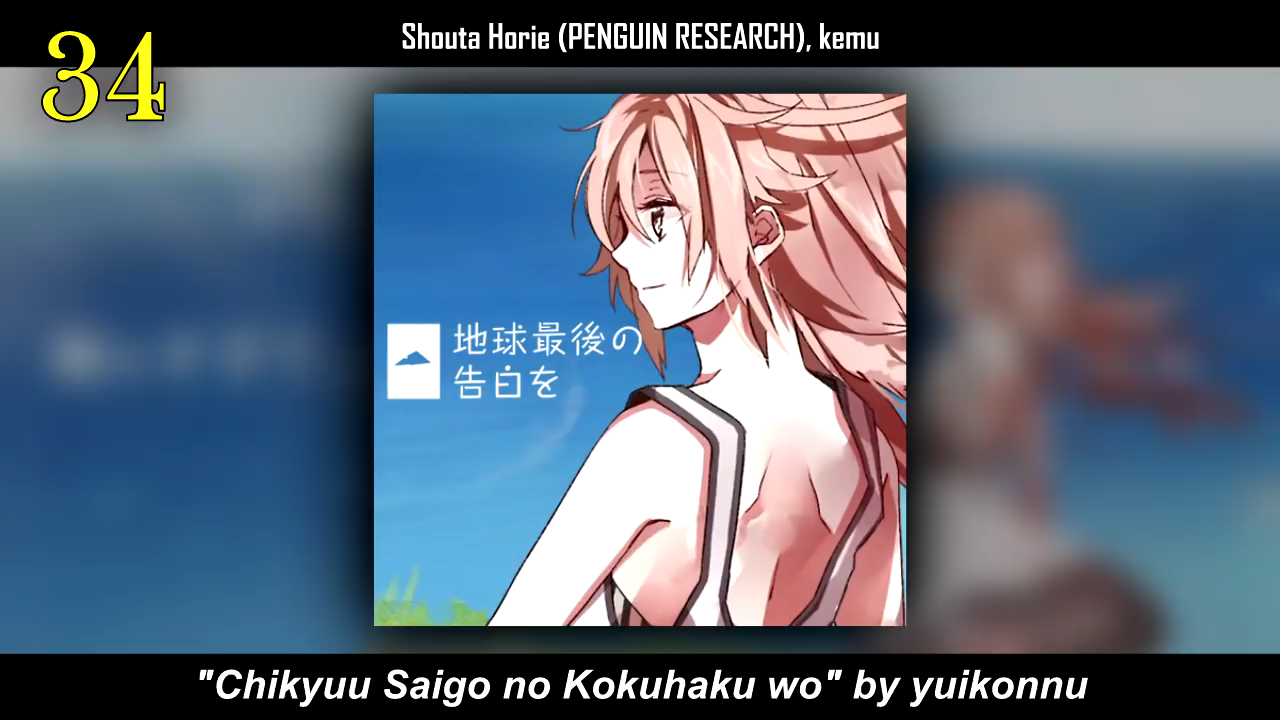 Shouta Horie (PENGUIN RESEARCH), kemu
34
地球最後の
告白を
"Chikyuu Saigo no Kokuhaku wo" by yuikonnu